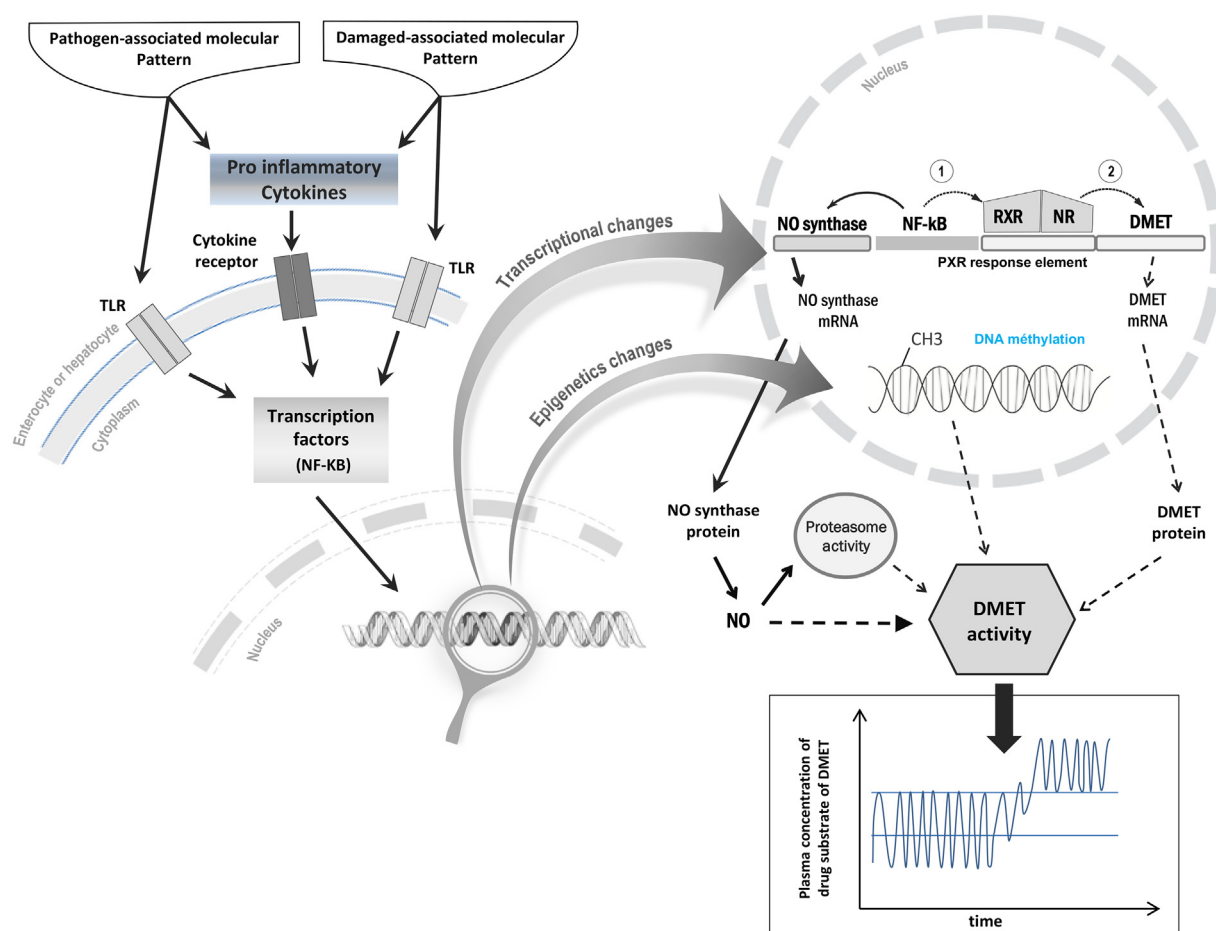 Pathogen-associated molecular
Pattern
Damaged-associated molecular
Pattern
Pro inflammatory
Cytokines
Cytokine
receptor
TLR
TLR
Enterocyte or hepatocyte
Cytoplasm
Transcription
factors
(NF-KB)
Nucleus
Transcriptional changes
Epigenetics changes
Nucleus
1
2
NO synthase
NF-kB
RXR
NR
DMET
PXR response element
NO synthase
mRNA
DMET
mRNA
CH3
DNA méthylation
NO synthase
protein
Proteasome
activity
DMET
protein
NO
DMET
activity
Plasma concentration of
drug substrate of DMET
time